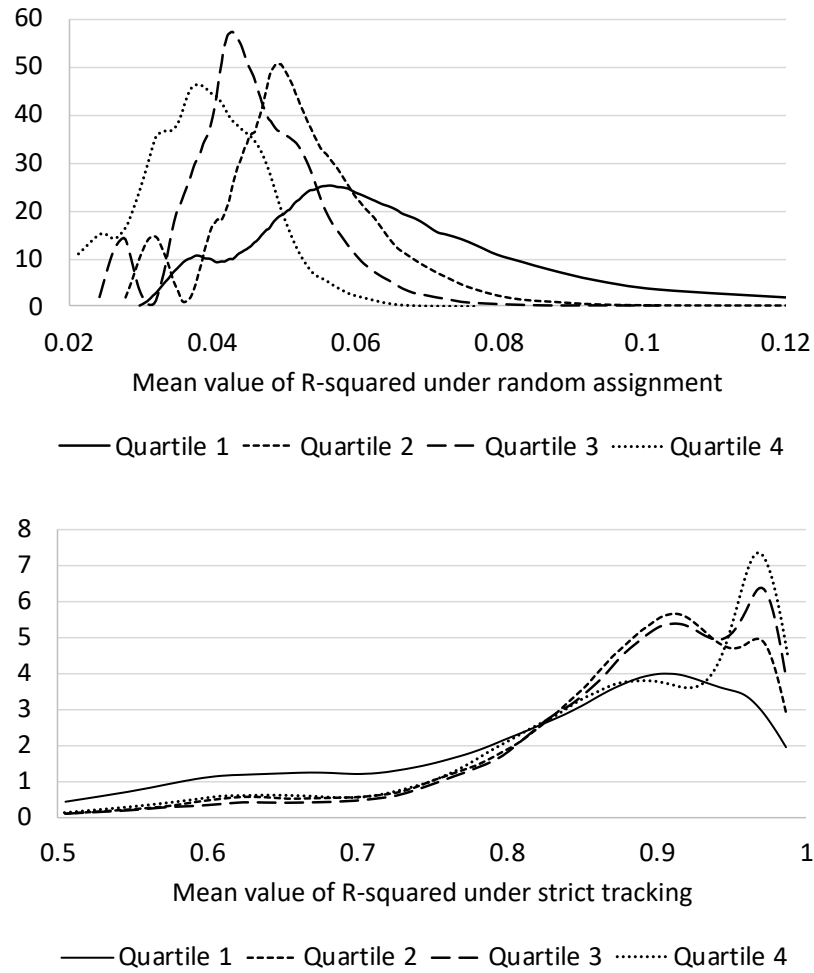 60
50
40
30
20
10
0
0.02 0.04 0.06 0.08 0.1 0.12
Mean value of R-squared under random assignment
Quartile 1 Quartile 2 Quartile 3 Quartile 4
8
7
6
5
4
3
2
1
0
0.5 0.6 0.7 0.8 0.9 1
Mean value of R-squared under strict tracking
Quartile 1 Quartile 2 Quartile 3 Quartile 4